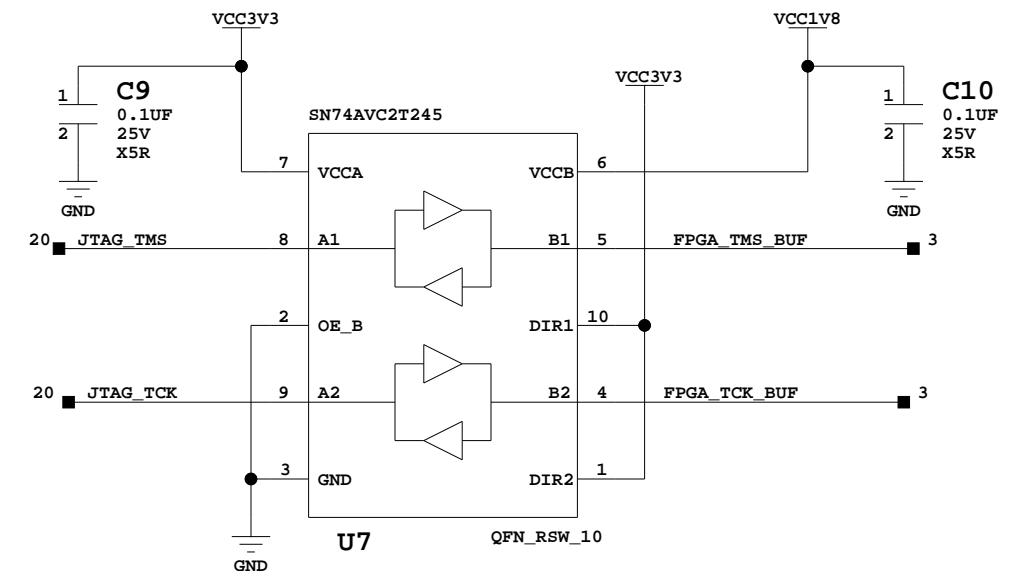 VCC3V3
VCC1V8
VCC3V3
1
C9
0.1UF
2
25V
X5R
GND
SN74AVC2T245
1
C10
0.1UF
2
25V
X5R
GND
7
VCCA
VCCB
6
20
JTAG_TMS
8
A1
B1
5
FPGA_TMS_BUF
3
2
OE_B
DIR1
10
20
JTAG_TCK
9
A2
B2
4
FPGA_TCK_BUF
3
3
GND
DIR2
1
U7
QFN_RSW_10
GND